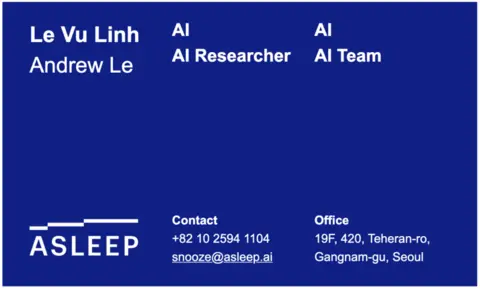 Le Vu Linh
Andrew Le
AI
AI Researcher
AI
AI Team
ASLEEP
Contact
+82 10 2594 1104
snooze@asleep.ai
Office
19F, 420, Teheran-ro,
Gangnam-gu, Seoul